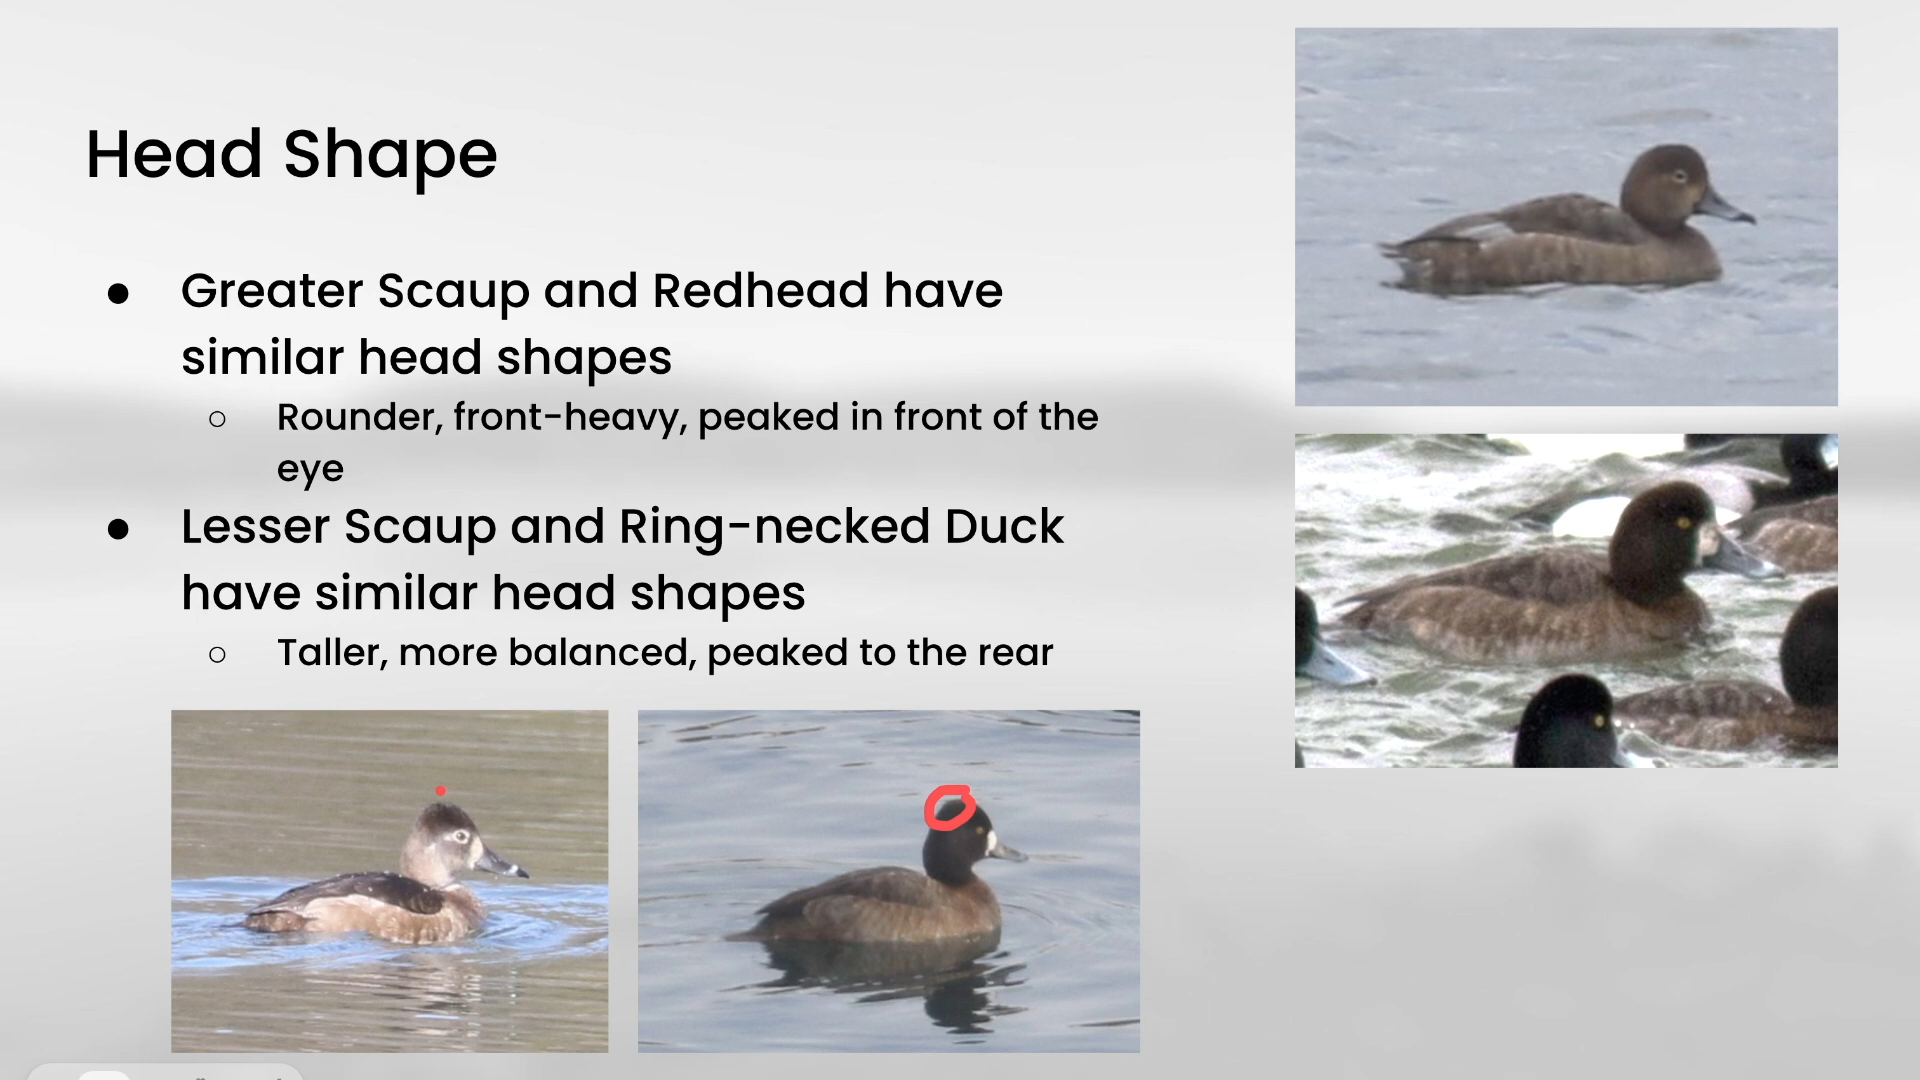 Head Shape
● Greater Scaup and Redhead have
similar head shapes
○ Rounder, front-heavy, peaked in front of the
eye
● Lesser Scaup and Ring-necked Duck
have similar head shapes
○ Taller, more balanced, peaked to the rear